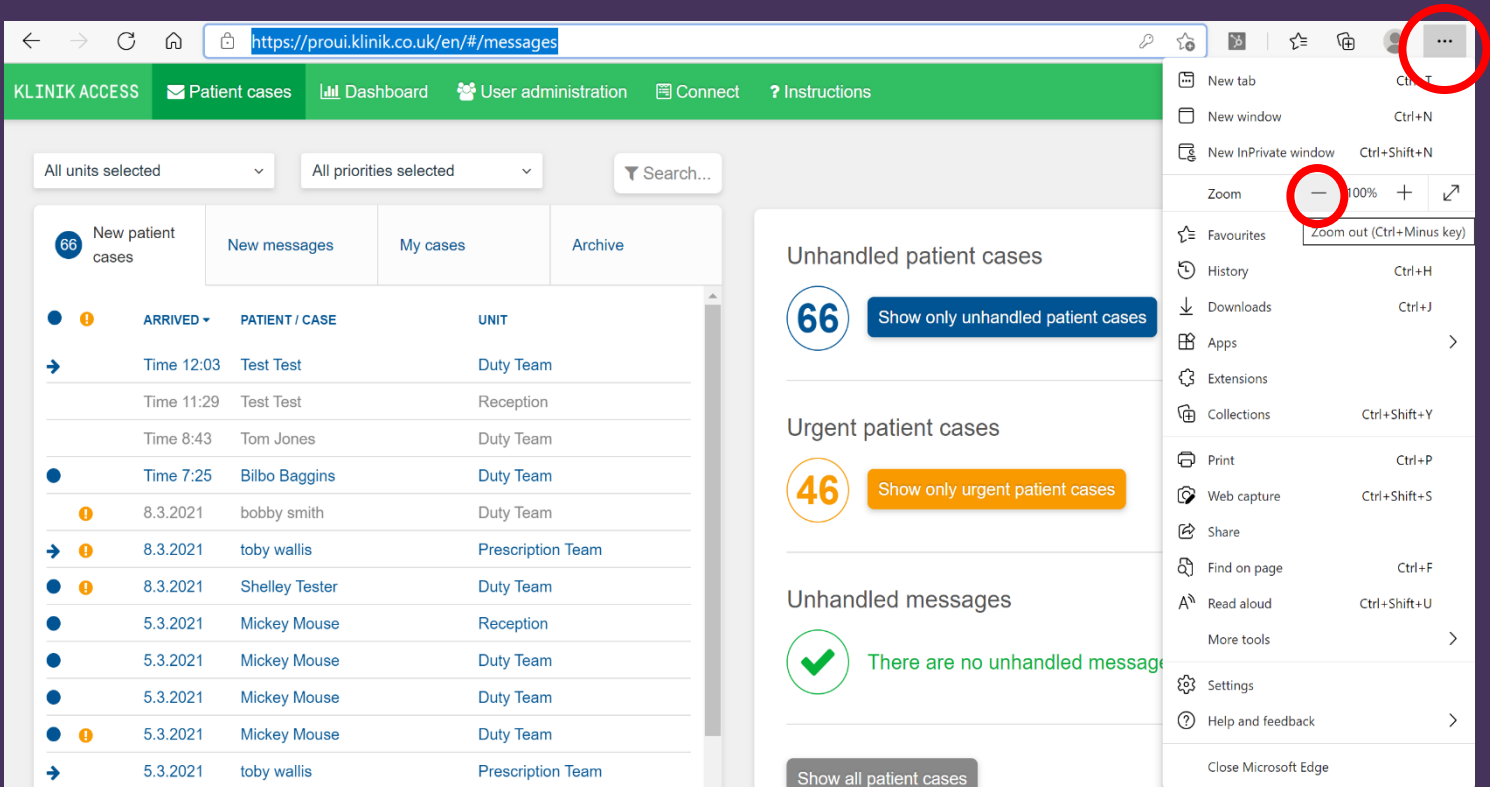 https://proui.klinik.co.uk/en/#/messages
KLINIK ACCESS Patient cases Dashboard User administration Connect ? Instructions
All units selected All priorities selected Search...
66 New patient cases New messages My cases Archive
ARRIVED PATIENT / CASE UNIT
Time 12:03 Test Test Duty Team
Time 11:29 Test Test Reception
Time 8:43 Tom Jones Duty Team
Time 7:25 Bilbo Baggins Duty Team
8.3.2021 bobby smith Duty Team
8.3.2021 toby wallis Prescription Team
8.3.2021 Shelley Tester Duty Team
5.3.2021 Mickey Mouse Reception
5.3.2021 Mickey Mouse Duty Team
5.3.2021 Mickey Mouse Duty Team
5.3.2021 Mickey Mouse Duty Team
5.3.2021 toby wallis Prescription Team
Unhandled patient cases
66 Show only unhandled patient cases
Urgent patient cases
46 Show only urgent patient cases
Unhandled messages
There are no unhandled message
Show all patient cases
New tab Ctrl+T
New window Ctrl+N
New InPrivate window Ctrl+Shift+N
Zoom 100%
Zoom out (Ctrl+Minus key)
Favourites
History Ctrl+H
Downloads Ctrl+J
Apps
Extensions
Collections Ctrl+Shift+Y
Print Ctrl+P
Web capture Ctrl+Shift+S
Share
Find on page Ctrl+F
Read aloud Ctrl+Shift+U
More tools
Settings
Help and feedback
Close Microsoft Edge